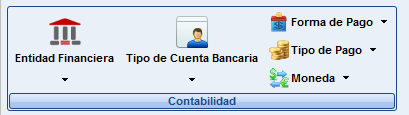 Entidad Financiera
Tipo de Cuenta Bancaria
Forma de Pago
Tipo de Pago
Moneda
Contabilidad